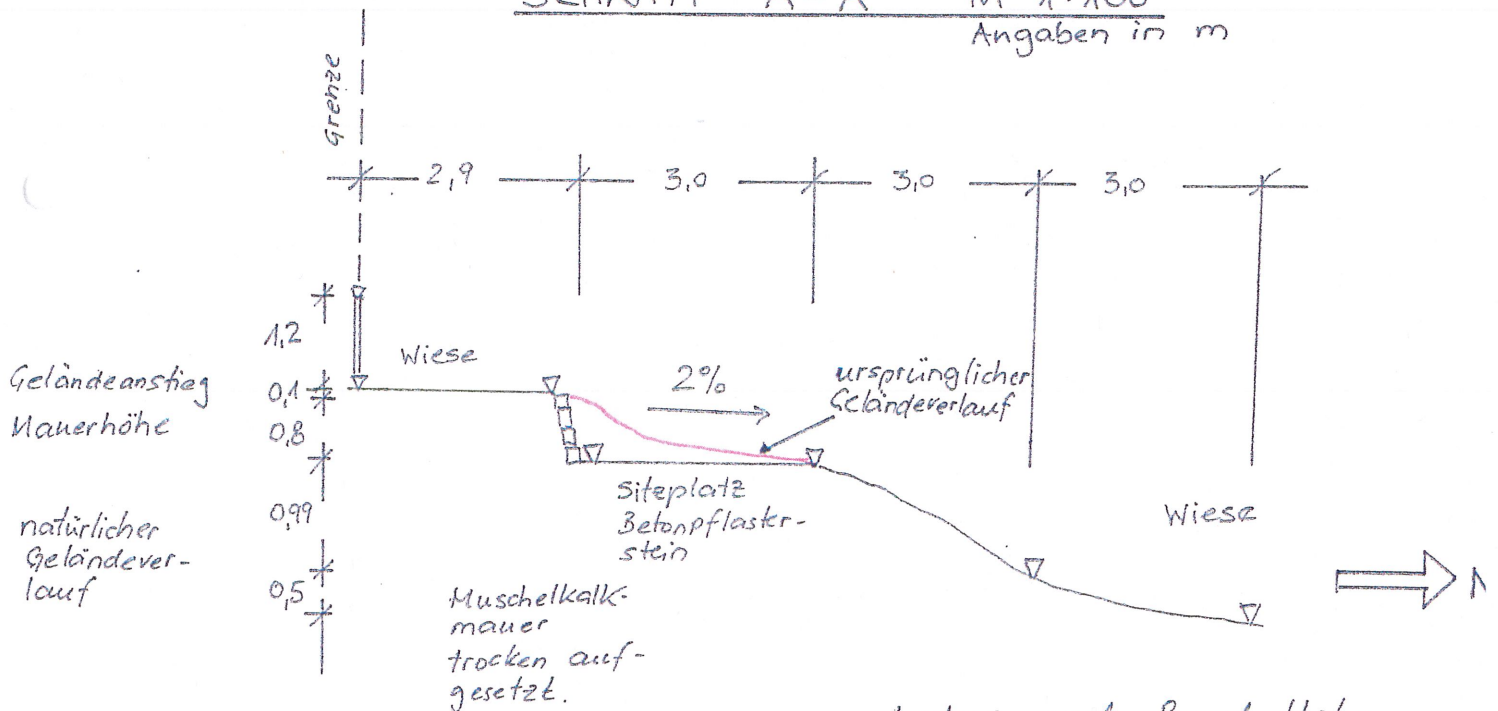 Angaben in m
Grenze
2,9
3,0
3,0
3,0
1,2
Wiese
Geländeanstieg
0,1
2%
ursprünglicher
Geländeverlauf
Mauerhöhe
0,8
Sitzplatz
Betonpflaster-
stein
natürlicher
Geländever-
lauf
0,99
0,5
Wiese
Muschelkalk-
mauer
trocken auf-
gesetzt.